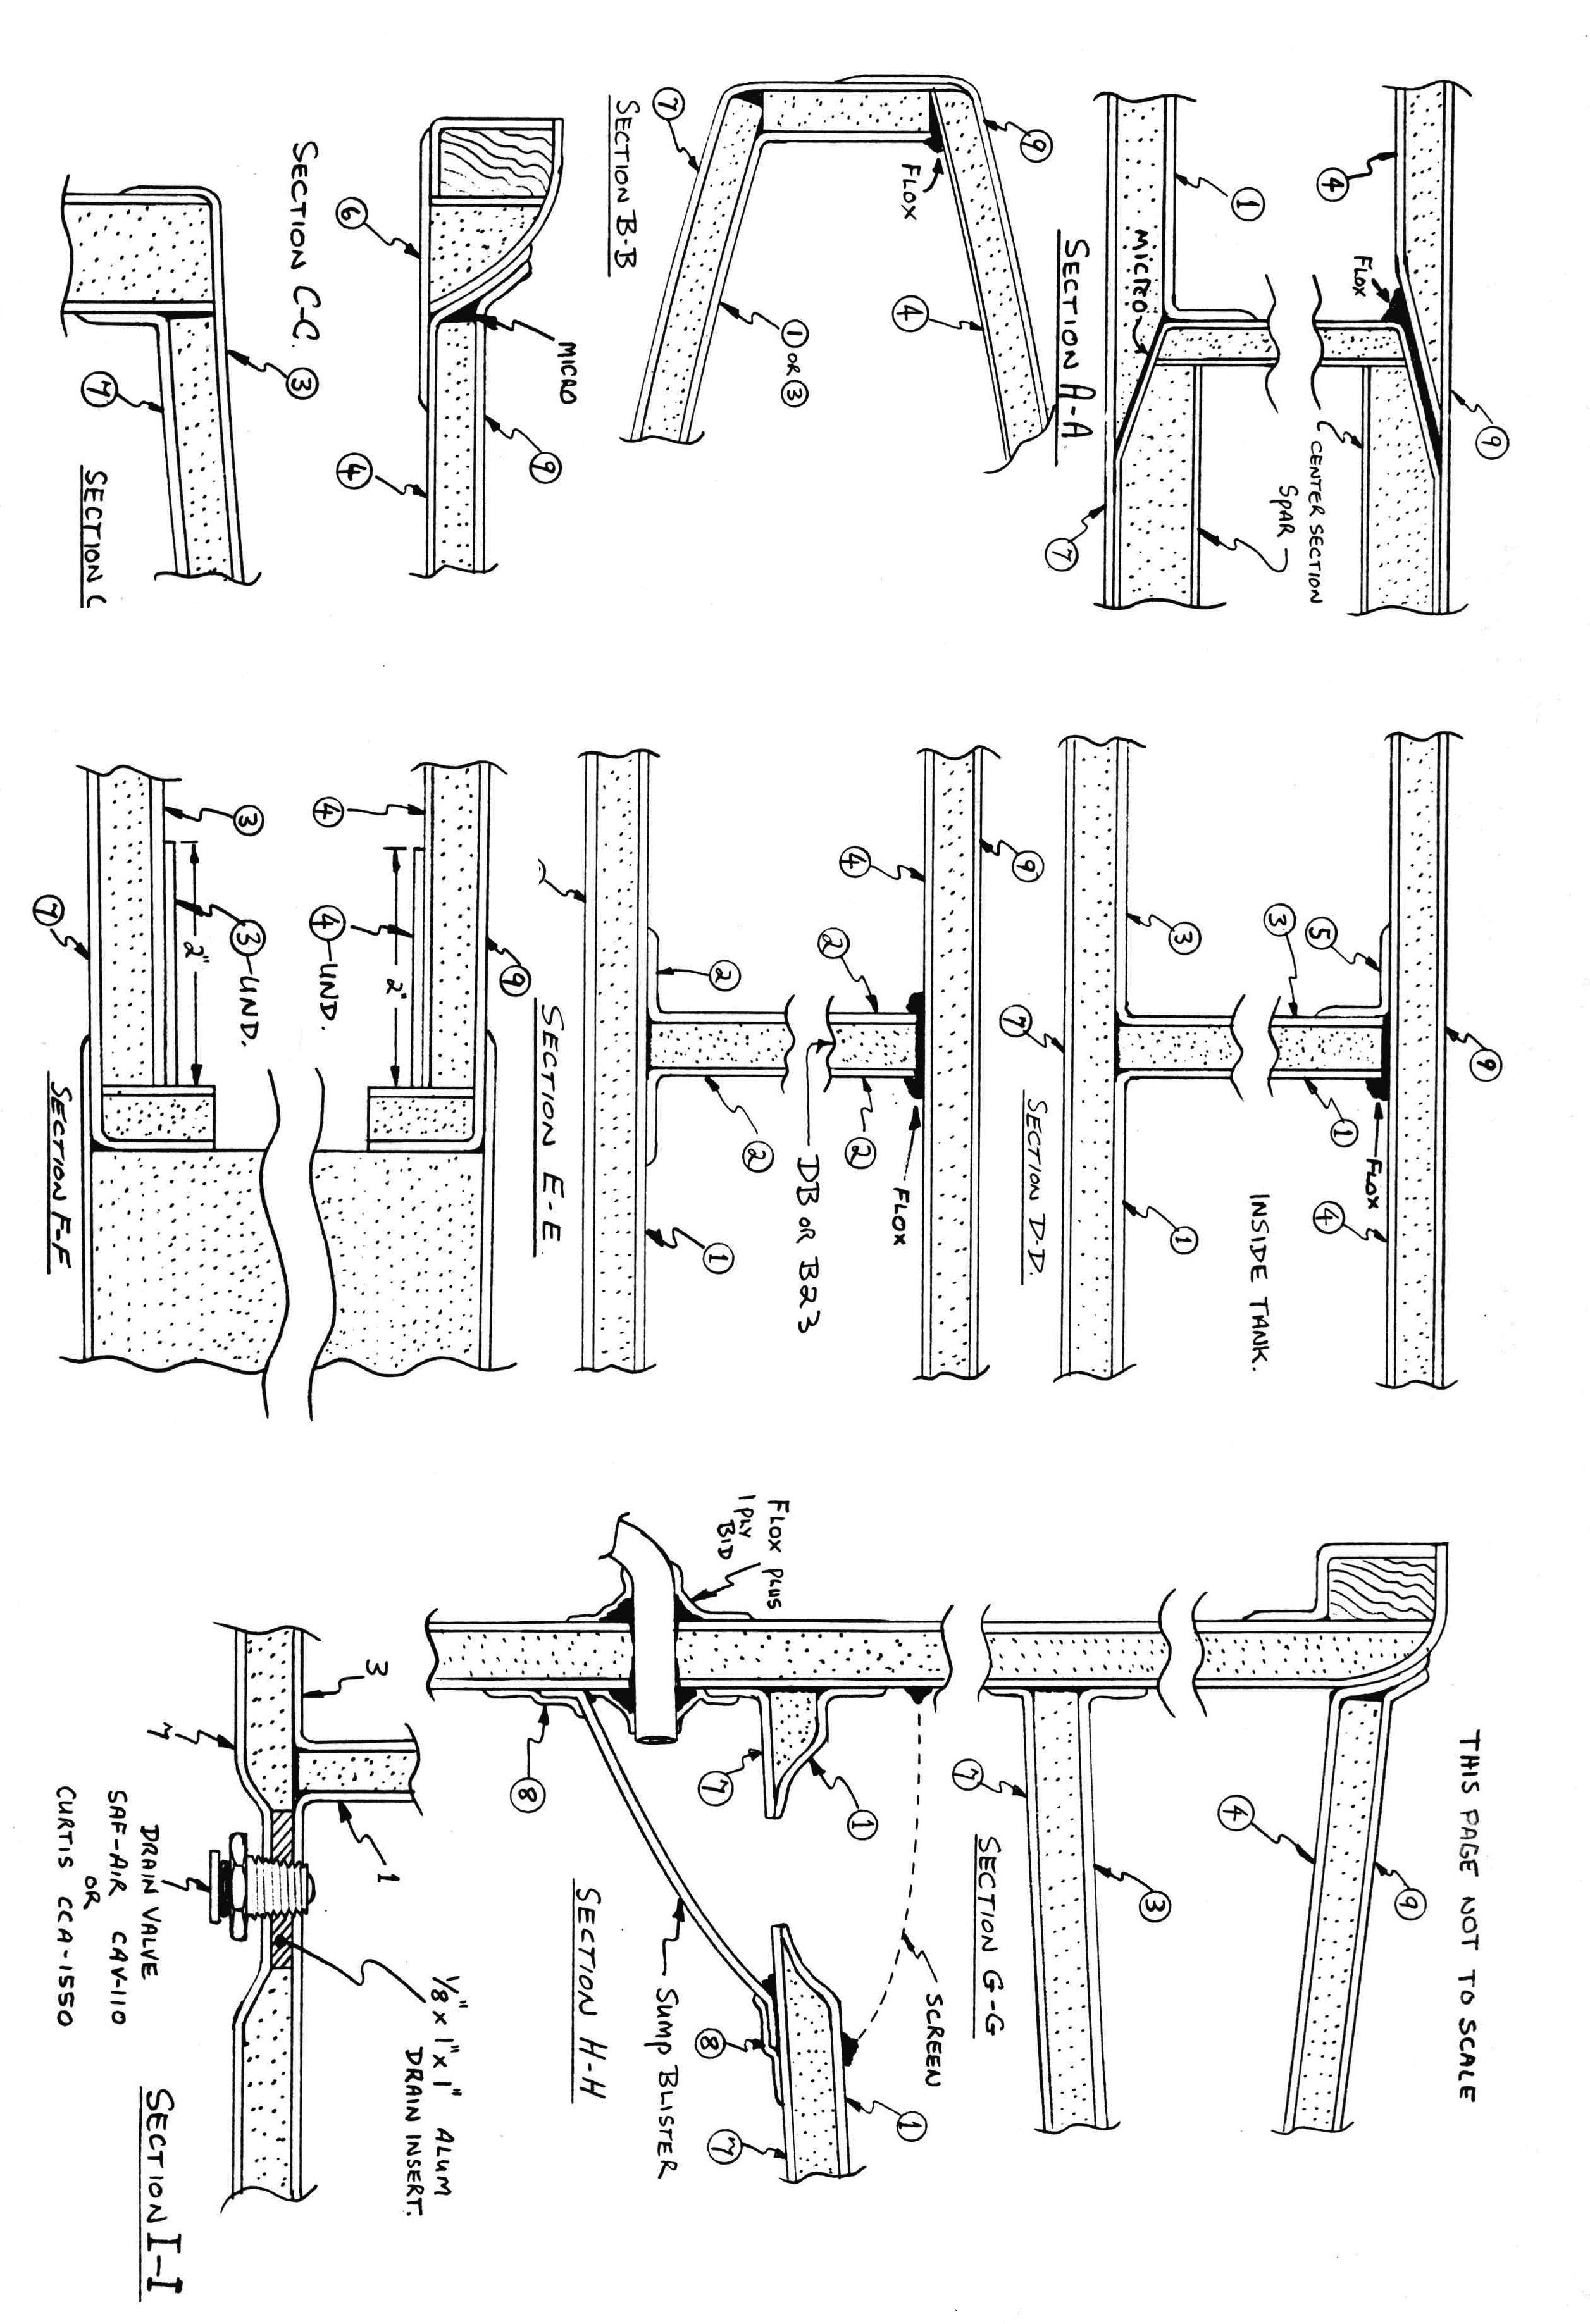 THIS PAGE NOT TO SCALE
9
4
FLOX
CENTER SECTION
SPAR
1
MICRO
7
SECTION A-A
9
FLOX
4
1 OR 3
7
SECTION B-B
MICRO
9
6
4
SECTION C-C.
3
7
SECTION C
9
FLOX
1
4
5
3
INSIDE TANK.
3
1
7
SECTION D-D.
9
4
FLOX
2
2
DB OR B23
2
2
1
SECTION E-E
9
2"
4
4-UND.
3
3-UND.
2"
7
SECTION F-F
9
4
3
7
SECTION G-G
SCREEN
1
1
FLOX PLUS
1 PLY
BID
7
7
8
8
SUMP BLISTER
SECTION H-H
1/8" x 1" x 1" ALUM
DRAIN INSERT.
3
1
7
DRAIN VALVE
SAF-AIR CAV-110
OR
CURTIS CCA-1550
SECTION I-I